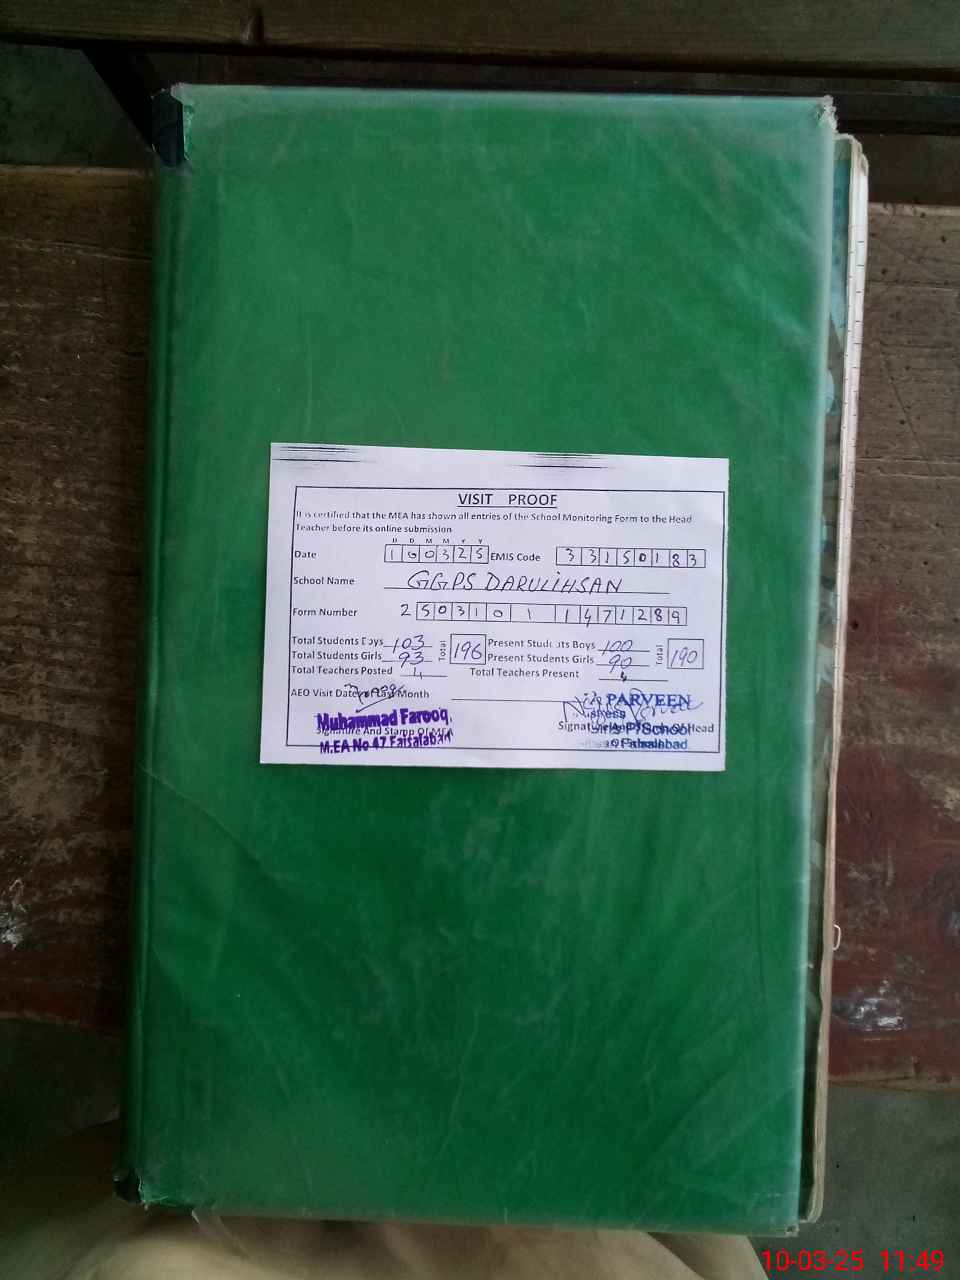 VISIT PROOF
It is certified that the MEA has shown all entries of the School Monitoring Form to the Head
Teacher before its online submission
D D M M Y Y
Date 1 0 0 3 2 5 EMIS Code 3 3 1 5 0 1 8 3
School Name GGPS DARULIHSAN
Form Number 2 5 0 3 1 0 1 1 4 7 1 2 8 9
Total Students Boys 103 Total 196 Present Students Boys 100 Total 190
Total Students Girls 93 Present Students Girls 90
Total Teachers Posted 4 Total Teachers Present 4
AEO Visit Date Last Month
PARVEEN
Muhammad Farooq.
Signature And Stamp Of MEA
M.EA No 47 Faisalabad
Signature Of Head
P/School
Faisalabad.
10-03-25 11:49